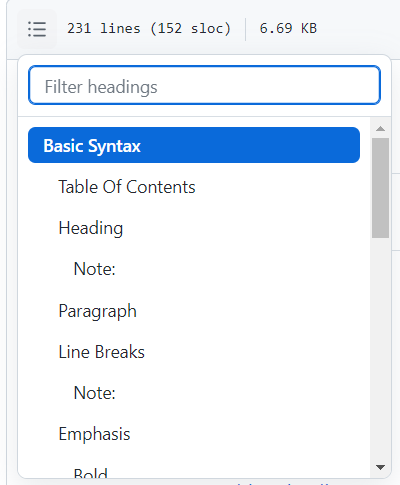 231 lines (152 sloc) 6.69 KB
Filter headings
Basic Syntax
Table Of Contents
Heading
Note:
Paragraph
Line Breaks
Note:
Emphasis
Bold